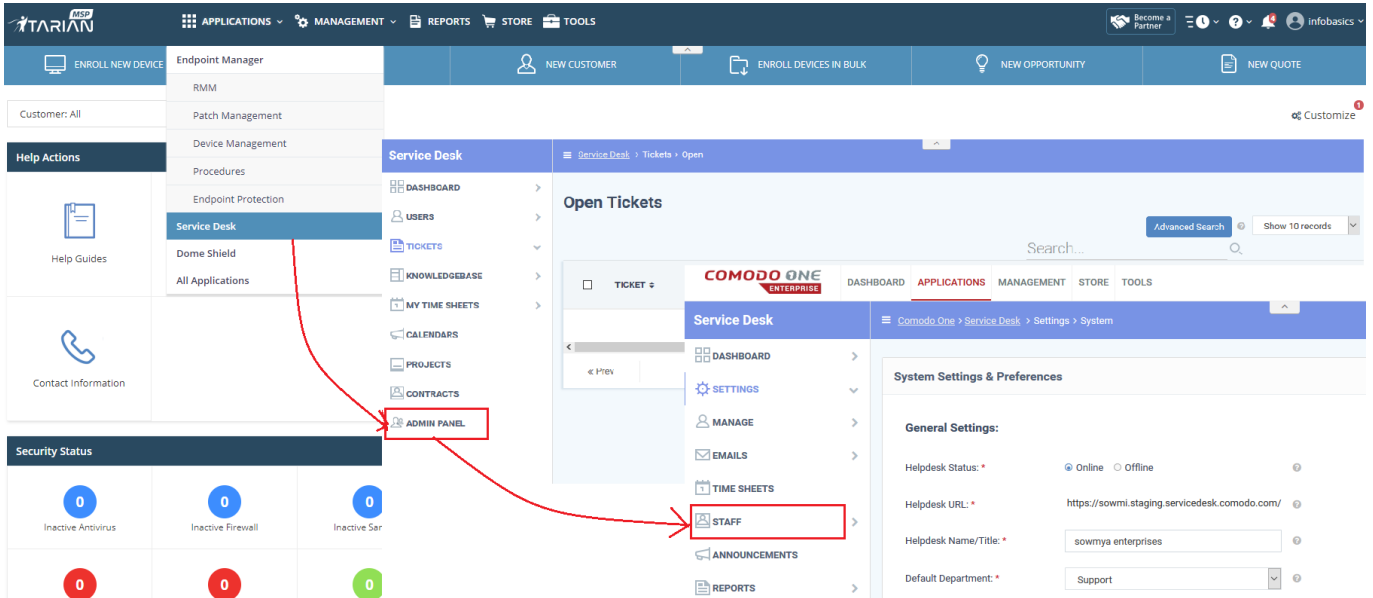 ITARIAN MSP
APPLICATIONS MANAGEMENT REPORTS STORE TOOLS
Become a Partner
infobasics
ENROLL NEW DEVICE
NEW CUSTOMER
ENROLL DEVICES IN BULK
NEW OPPORTUNITY
NEW QUOTE
Endpoint Manager
RMM
Patch Management
Device Management
Procedures
Endpoint Protection
Service Desk
Dome Shield
All Applications
Customer: All
1
Customize
Help Actions
Help Guides
Contact Information
Security Status
0
Inactive Antivirus
0
Inactive Firewall
0
Inactive Sar
0
0
0
Service Desk
DASHBOARD
USERS
TICKETS
KNOWLEDGEBASE
MY TIME SHEETS
CALENDARS
PROJECTS
CONTRACTS
ADMIN PANEL
Service Desk > Tickets > Open
Open Tickets
Advanced Search
Show 10 records
Search...
TICKET
« Prev
COMODO ONE
ENTERPRISE
DASHBOARD APPLICATIONS MANAGEMENT STORE TOOLS
Service Desk
DASHBOARD
SETTINGS
MANAGE
EMAILS
TIME SHEETS
STAFF
ANNOUNCEMENTS
REPORTS
Comodo One > Service Desk > Settings > System
System Settings & Preferences
General Settings:
Helpdesk Status: * Online Offline
Helpdesk URL: * https://sowmi.staging.servicedesk.comodo.com/
Helpdesk Name/Title: * sowmya enterprises
Default Department: * Support